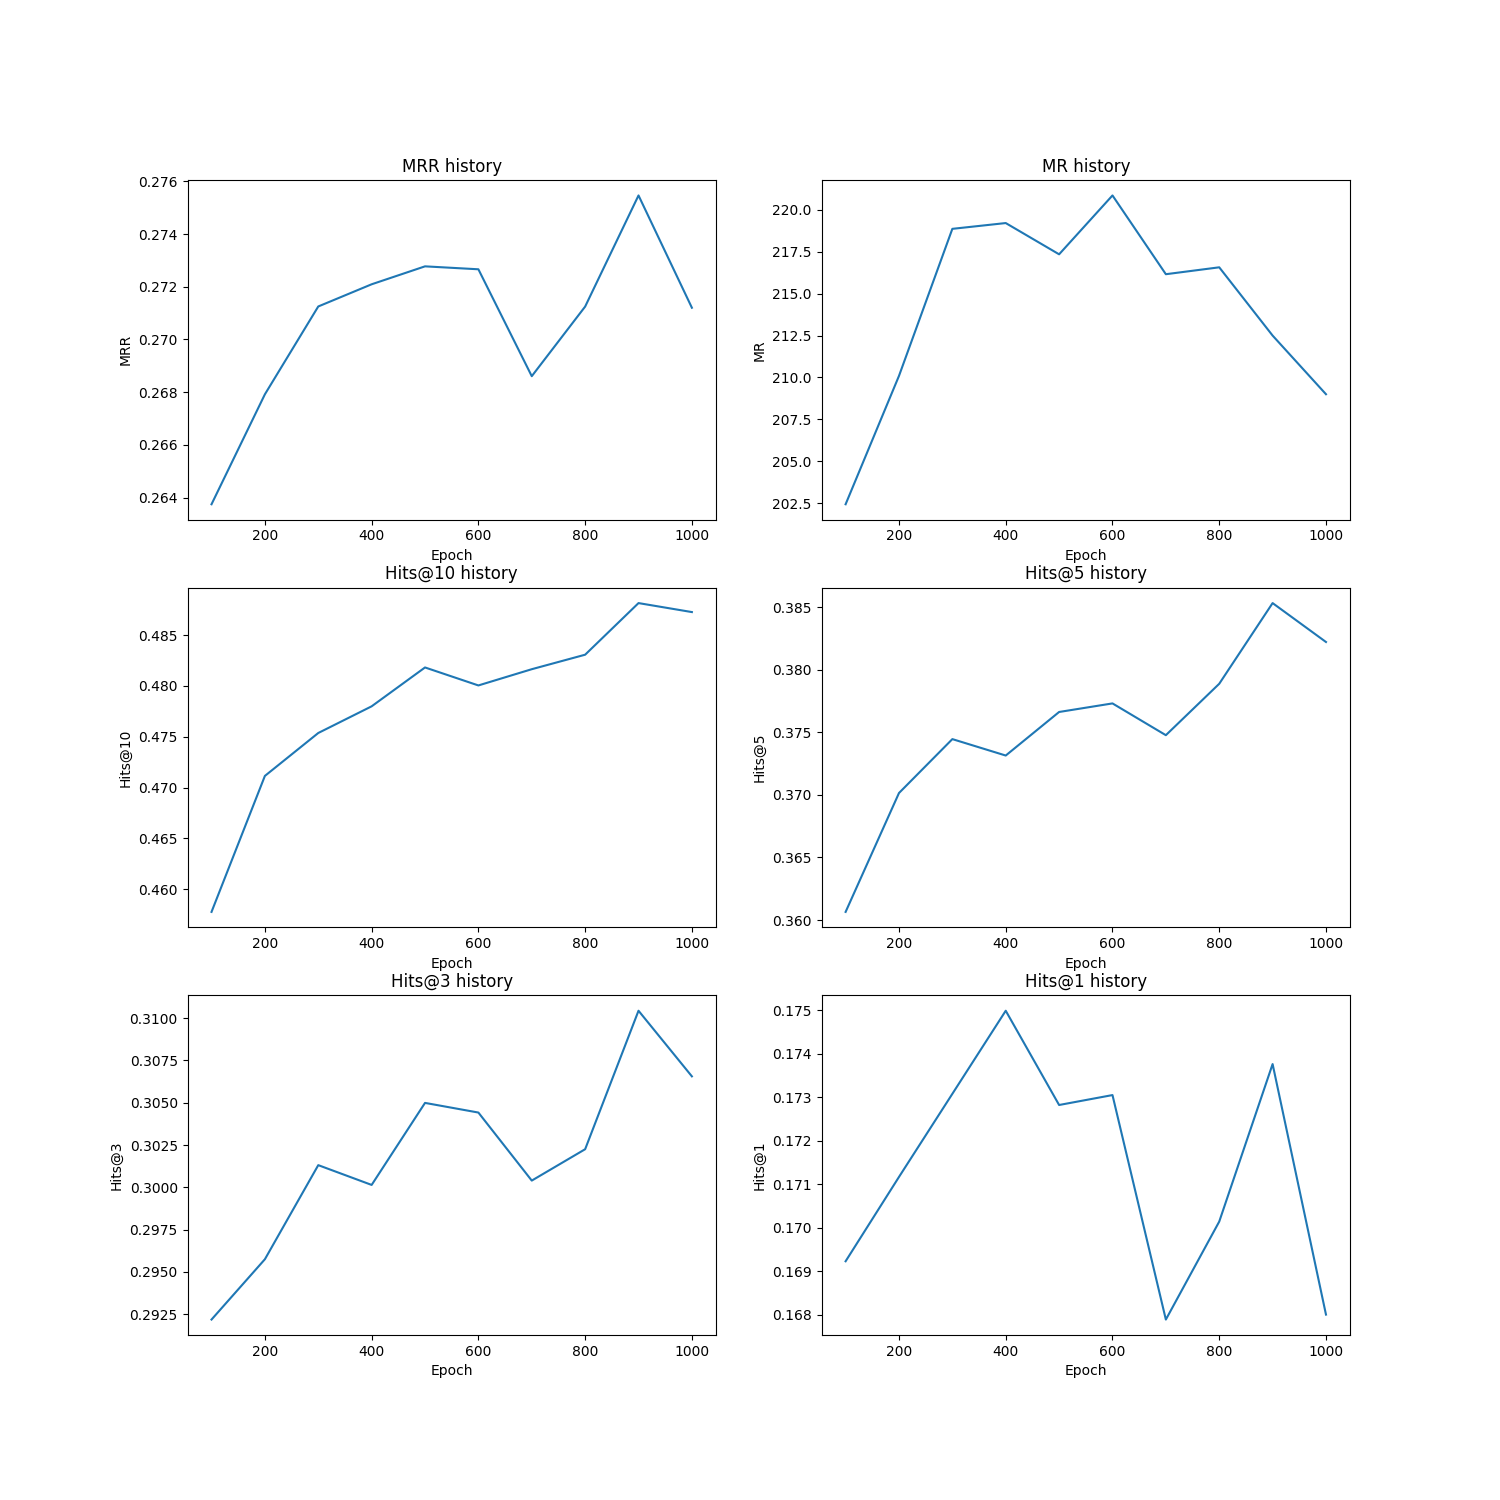 MRR history
0.276
0.274
0.272
0.270
0.268
0.266
0.264
MRR
200 400 600 800 1000
Epoch
MR history
220.0
217.5
215.0
212.5
210.0
207.5
205.0
202.5
MR
200 400 600 800 1000
Epoch
Hits@10 history
0.485
0.480
0.475
0.470
0.465
0.460
Hits@10
200 400 600 800 1000
Epoch
Hits@5 history
0.385
0.380
0.375
0.370
0.365
0.360
Hits@5
200 400 600 800 1000
Epoch
Hits@3 history
0.3100
0.3075
0.3050
0.3025
0.3000
0.2975
0.2950
0.2925
Hits@3
200 400 600 800 1000
Epoch
Hits@1 history
0.175
0.174
0.173
0.172
0.171
0.170
0.169
0.168
Hits@1
200 400 600 800 1000
Epoch